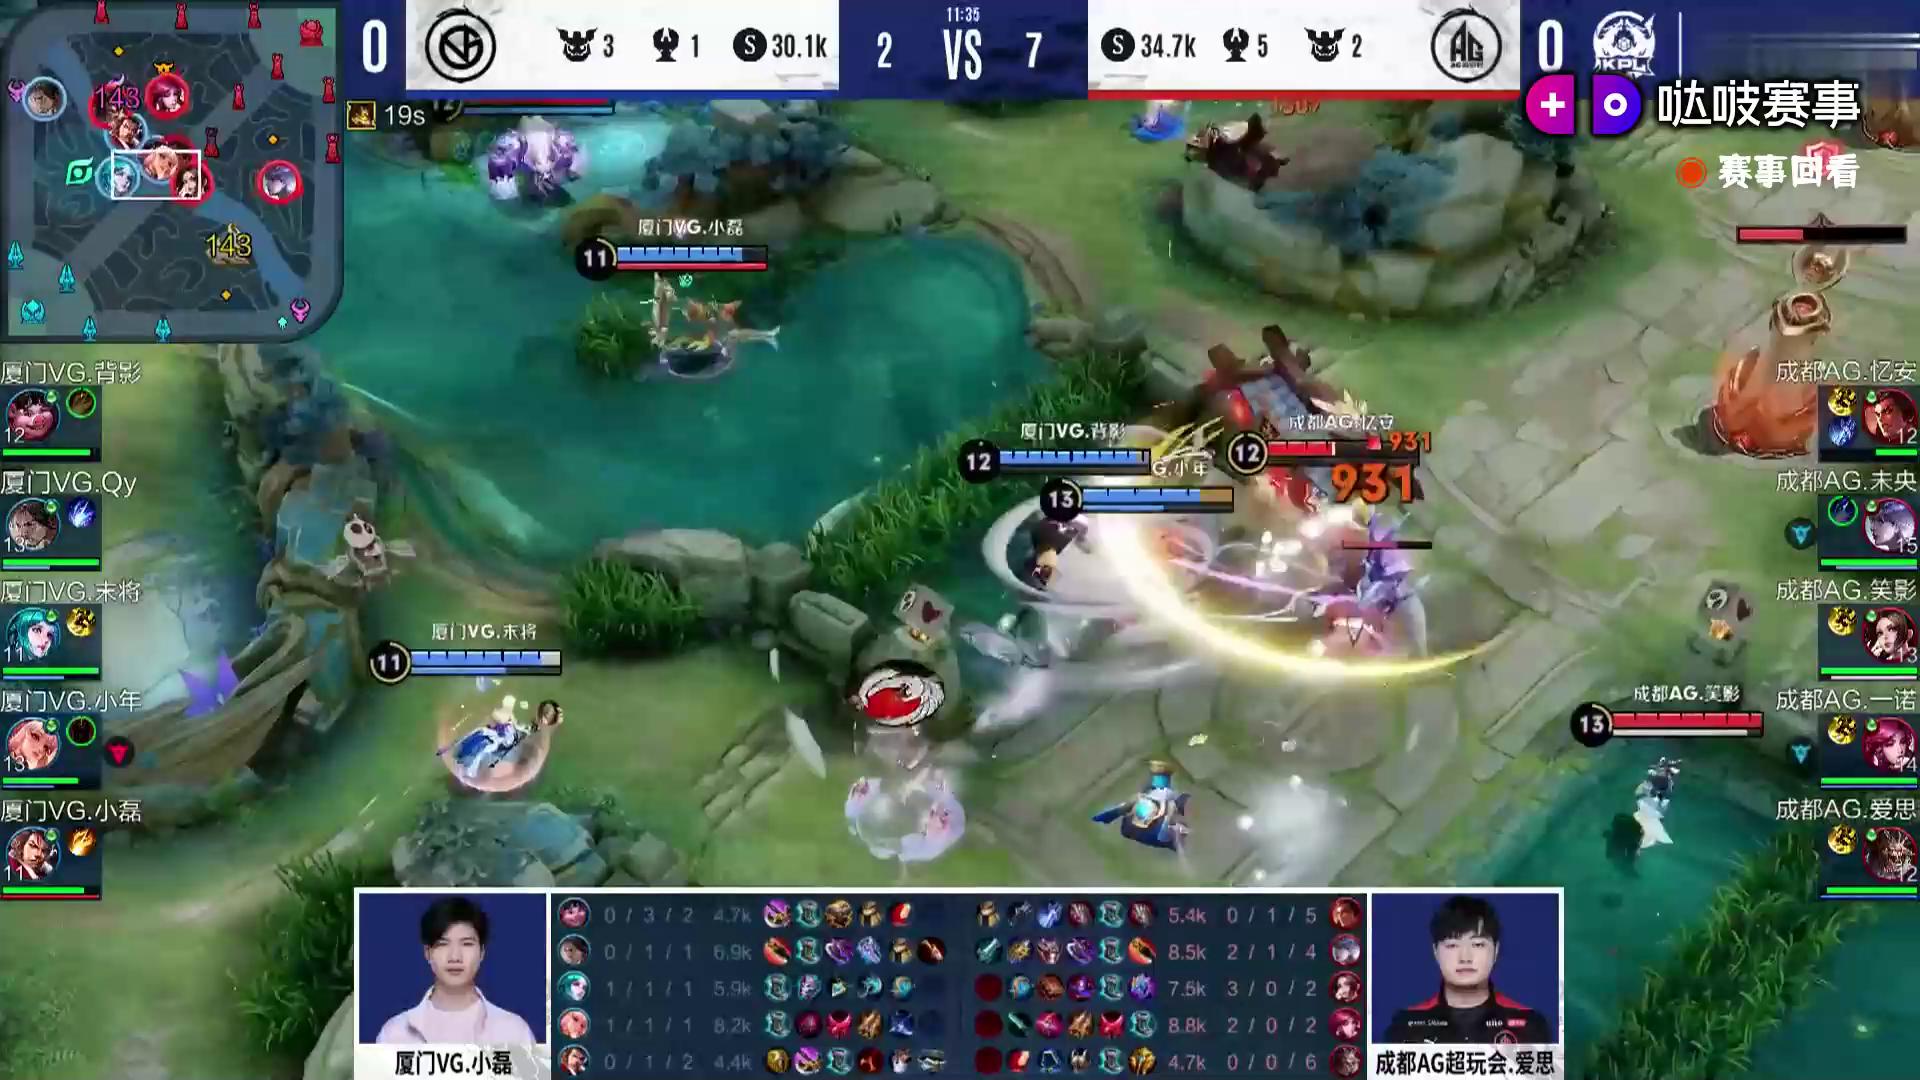 0
3
1
S 30.1k
2
11:35
VS
7
S 34.7k
5
2
AG
0
KPL
哒啵赛事
赛事回看
19s
143
143
厦门VG.小磊
11
厦门VG.背影
12
G.小年
13
成都AG.忆安
12
931
931
厦门VG.末将
11
成都AG.笑影
13
厦门VG.背影
12
厦门VG.Qy
13
厦门VG.末将
11
厦门VG.小年
13
厦门VG.小磊
11
成都AG.忆安
12
成都AG.未央
15
成都AG.笑影
13
成都AG.一诺
14
成都AG.爱思
12
0 / 3 / 2 4.7k 5.4k 0 / 1 / 5
0 / 1 / 1 6.9k 8.5k 2 / 1 / 4
1 / 1 / 1 5.9k 7.5k 3 / 0 / 2
1 / 1 / 1 8.2k 8.8k 2 / 0 / 2
0 / 1 / 2 4.4k 4.7k 0 / 0 / 6
厦门VG.小磊
成都AG超玩会.爱思